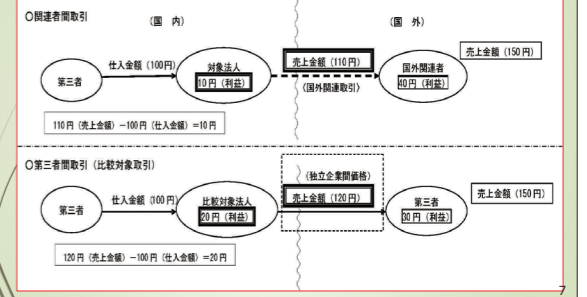 〇関連者間取引
（国　内）
（国　外）
売上金額（150円）
仕入金額（100円）
売上金額（110円）
第三者
対象法人
10円（利益）
〈国外関連取引〉
国外関連者
40円（利益）
110円（売上金額）－100円（仕入金額）＝10円
〇第三者間取引（比較対象取引）
（独立企業間価格）
仕入金額（100円）
売上金額（120円）
売上金額（150円）
第三者
比較対象法人
20円（利益）
第三者
30円（利益）
120円（売上金額）－100円（仕入金額）＝20円
7